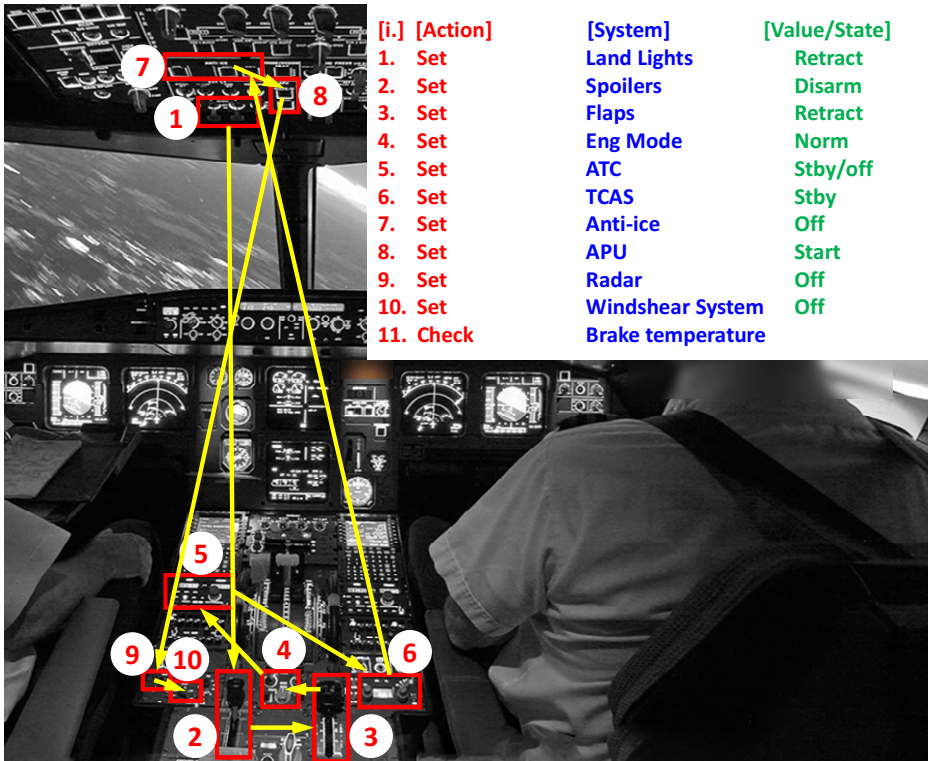 [i.] [Action] [System] [Value/State]
1. Set Land Lights Retract
2. Set Spoilers Disarm
3. Set Flaps Retract
4. Set Eng Mode Norm
5. Set ATC Stby/off
6. Set TCAS Stby
7. Set Anti-ice Off
8. Set APU Start
9. Set Radar Off
10. Set Windshear System Off
11. Check Brake temperature
7
8
1
5
9
10
4
6
2
3